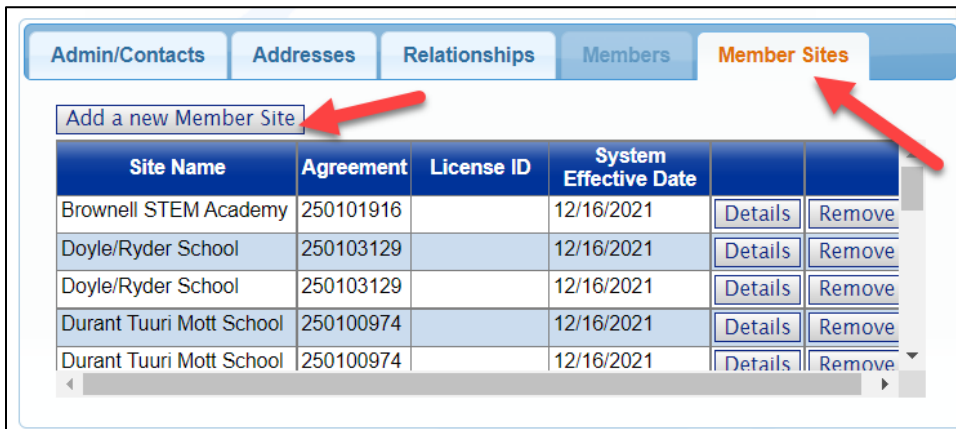 Admin/Contacts Addresses Relationships Members Member Sites
Add a new Member Site
Site Name Agreement License ID System Effective Date
Brownell STEM Academy 250101916 12/16/2021 Details Remove
Doyle/Ryder School 250103129 12/16/2021 Details Remove
Doyle/Ryder School 250103129 12/16/2021 Details Remove
Durant Tuuri Mott School 250100974 12/16/2021 Details Remove
Durant Tuuri Mott School 250100974 12/16/2021 Details Remove